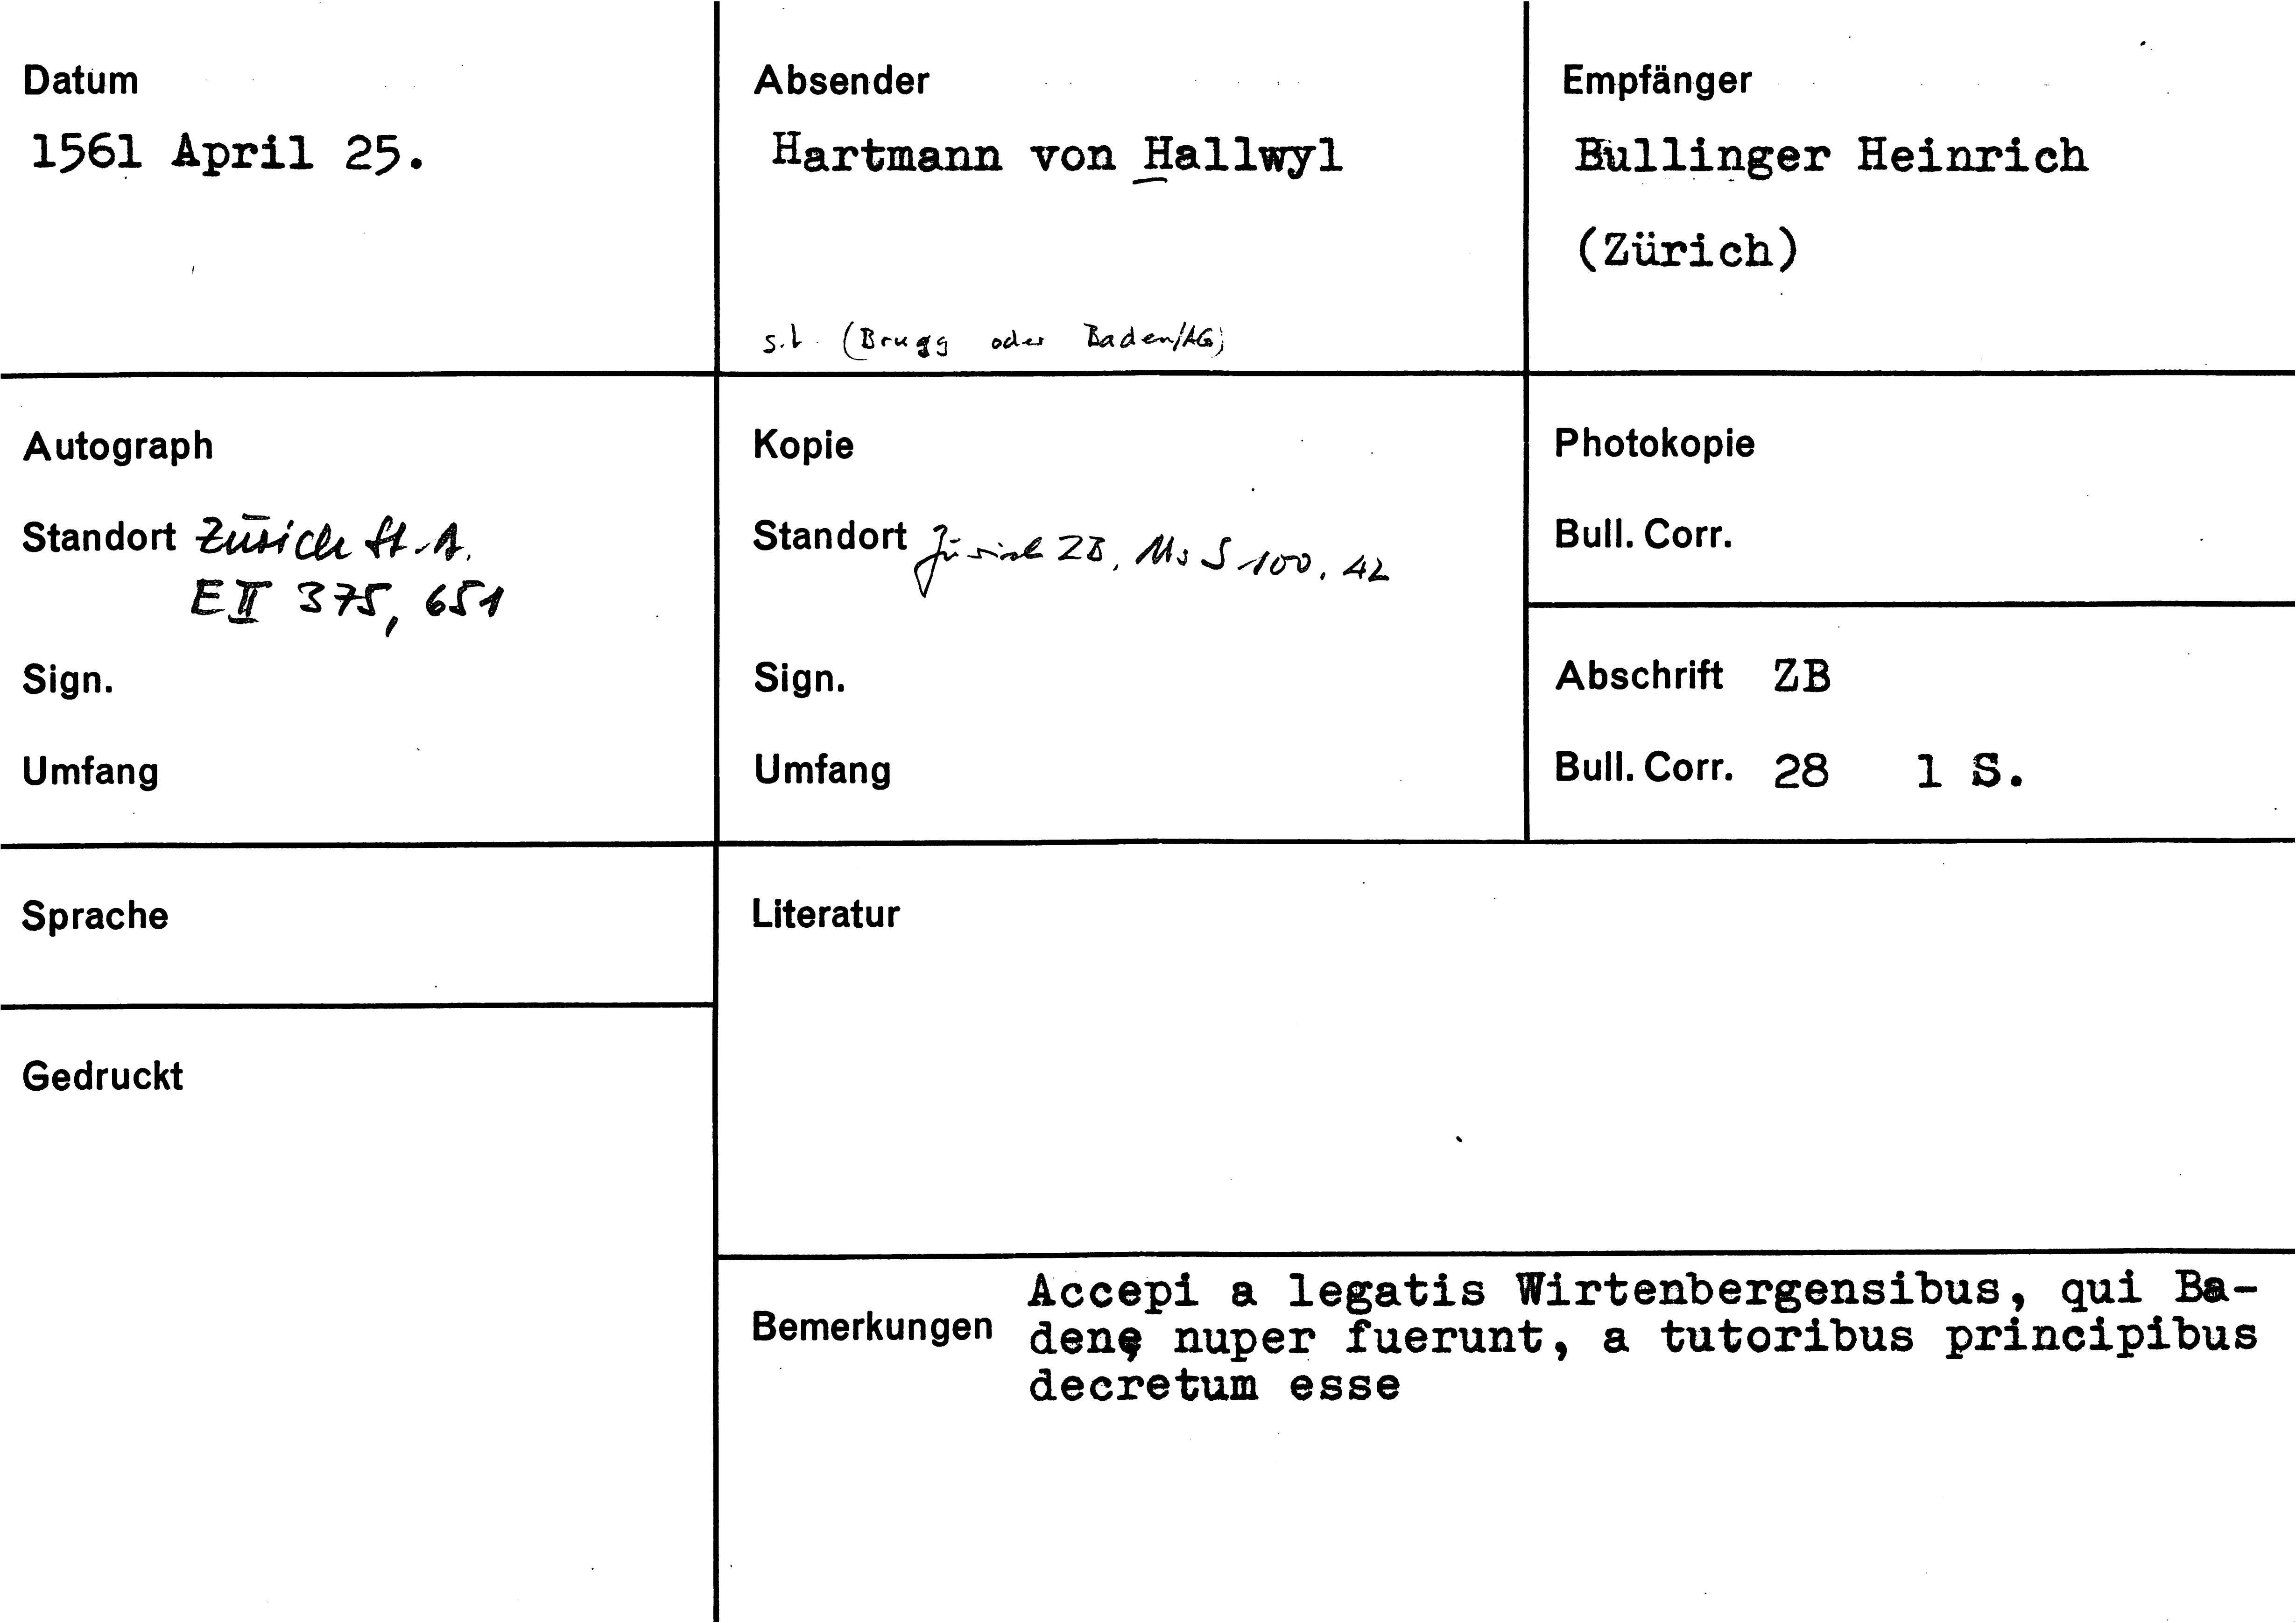 Datum
1561 April 25.
Absender
Hartmann von Hallwyl
s.l. (Brugg oder Baden/AG)
Empfänger
Bullinger Heinrich
(Zürich)
Autograph
Standort Zürich St.A.
E II 375, 651
Sign.
Umfang
Kopie
Standort Zürich ZB, Ms S 100, 42
Sign.
Umfang
Photokopie
Bull. Corr.
Abschrift ZB
Bull. Corr. 28 1 S.
Sprache
Gedruckt
Literatur
Bemerkungen
Accepi a legatis Wirtenbergensibus, qui Ba-
denę nuper fuerunt, a tutoribus principibus
decretum esse